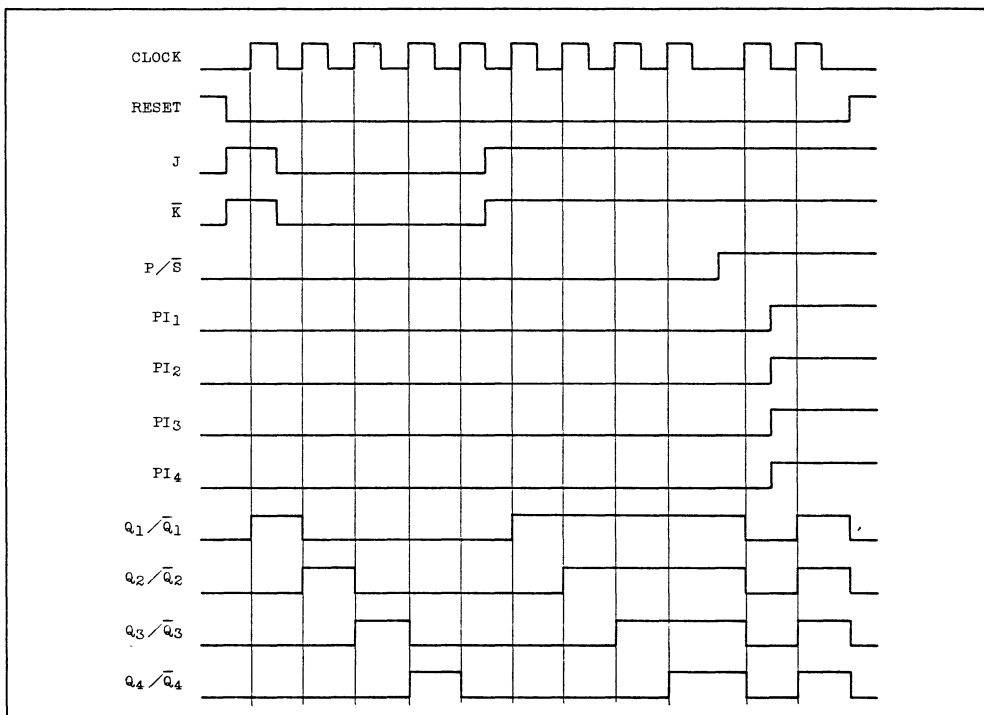 CLOCK
RESET
J
K̅
P/S̅
PI₁
PI₂
PI₃
PI₄
Q₁/Q̅₁
Q₂/Q̅₂
Q₃/Q̅₃
Q₄/Q̅₄